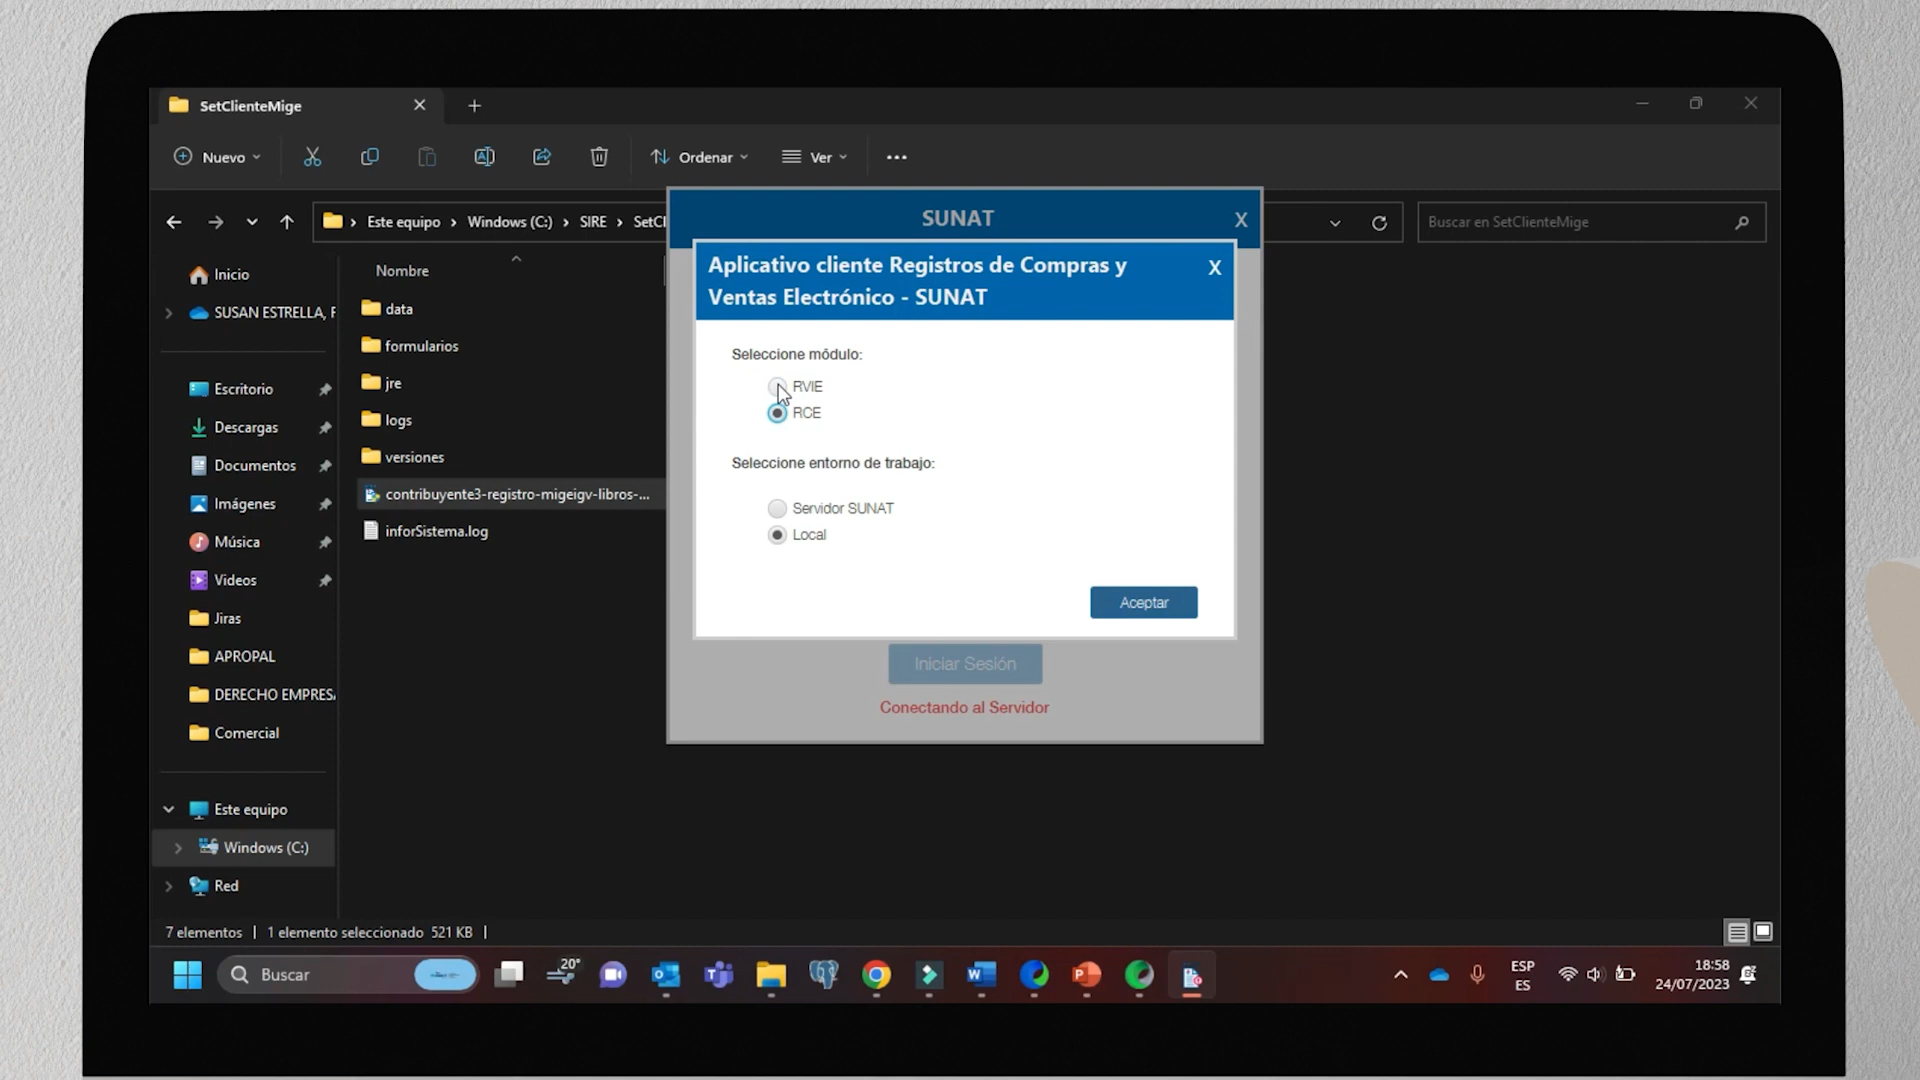 SetClienteMige
Nuevo
Ordenar
Ver
Este equipo > Windows (C:) > SIRE > SetCl
Buscar en SetClienteMige
Inicio
SUSAN ESTRELLA, F
Escritorio
Descargas
Documentos
Imágenes
Música
Videos
Jiras
APROPAL
DERECHO EMPRES
Comercial
Este equipo
Windows (C:)
Red
Nombre
data
formularios
jre
logs
versiones
contribuyente3-registro-migeigv-libros-...
inforSistema.log
SUNAT
X
Aplicativo cliente Registros de Compras y
Ventas Electrónico - SUNAT
X
Seleccione módulo:
RVIE
RCE
Seleccione entorno de trabajo:
Servidor SUNAT
Local
Aceptar
Iniciar Sesión
Conectando al Servidor
7 elementos | 1 elemento seleccionado 521 KB |
Buscar
20°
ESP
ES
18:58
24/07/2023